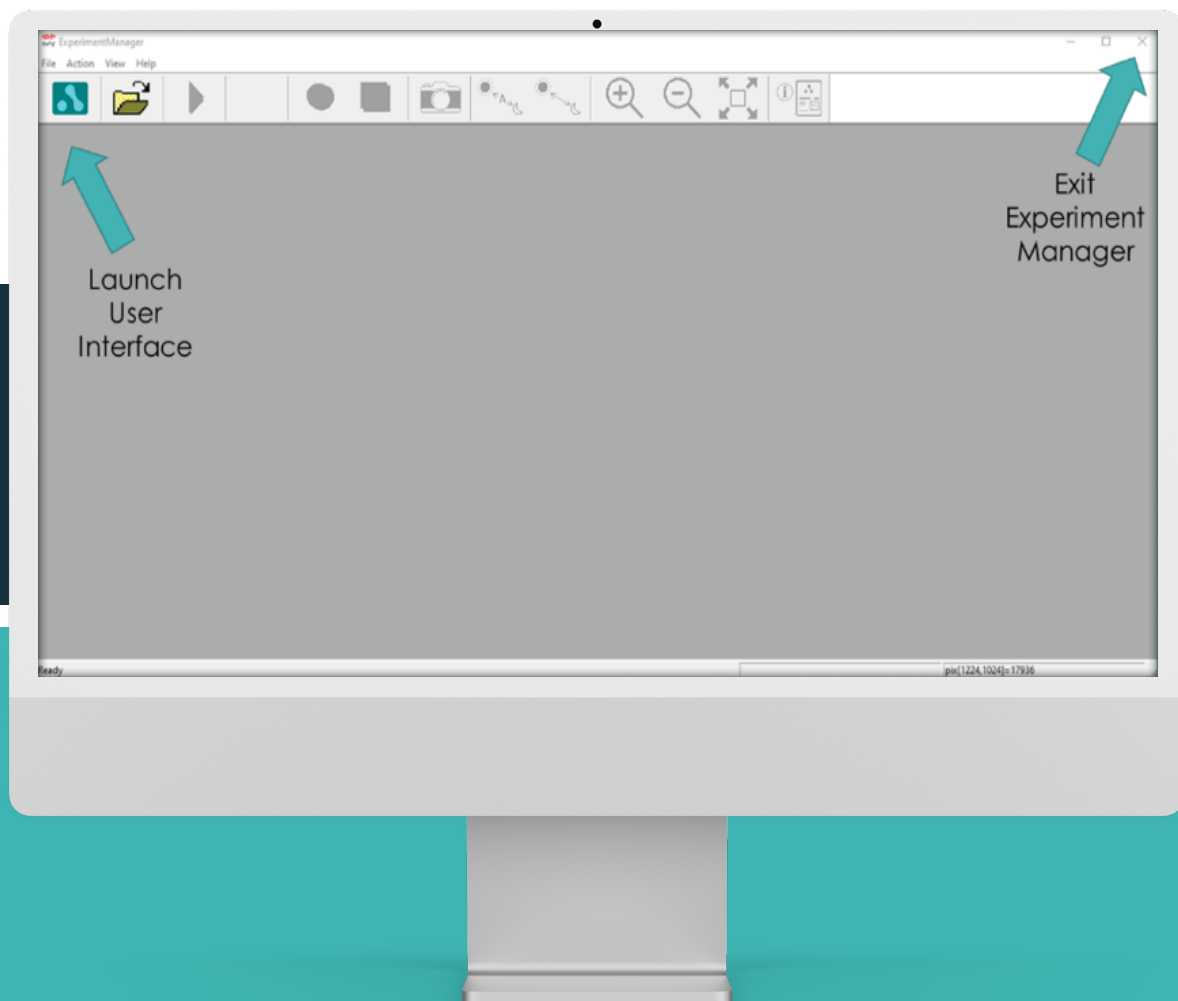 ExperimentManager
File Action View Help
Launch
User
Interface
Exit
Experiment
Manager
Ready
pix[1224,1024]= 17936